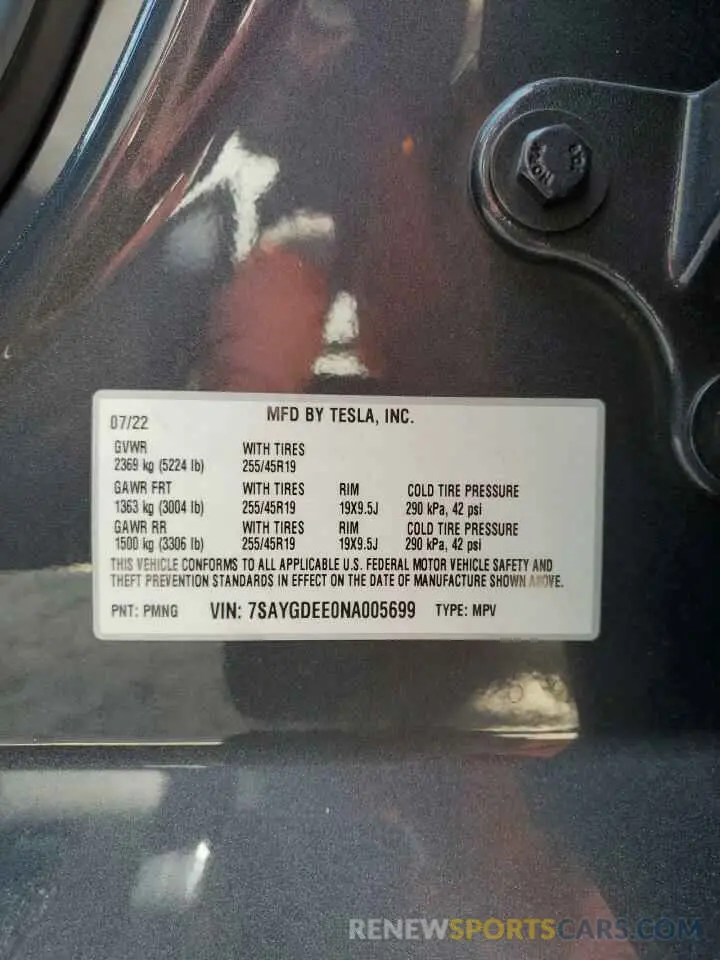 07/22 MFD BY TESLA, INC.
GVWR WITH TIRES
2369 kg (5224 lb) 255/45R19
GAWR FRT WITH TIRES RIM COLD TIRE PRESSURE
1363 kg (3004 lb) 255/45R19 19X9.5J 290 kPa, 42 psi
GAWR RR WITH TIRES RIM COLD TIRE PRESSURE
1500 kg (3306 lb) 255/45R19 19X9.5J 290 kPa, 42 psi
THIS VEHICLE CONFORMS TO ALL APPLICABLE U.S. FEDERAL MOTOR VEHICLE SAFETY AND
THEFT PREVENTION STANDARDS IN EFFECT ON THE DATE OF MANUFACTURE SHOWN ABOVE.
PNT: PMNG VIN: 7SAYGDEE0NA005699 TYPE: MPV
RENEWSPORTSCARS.COM